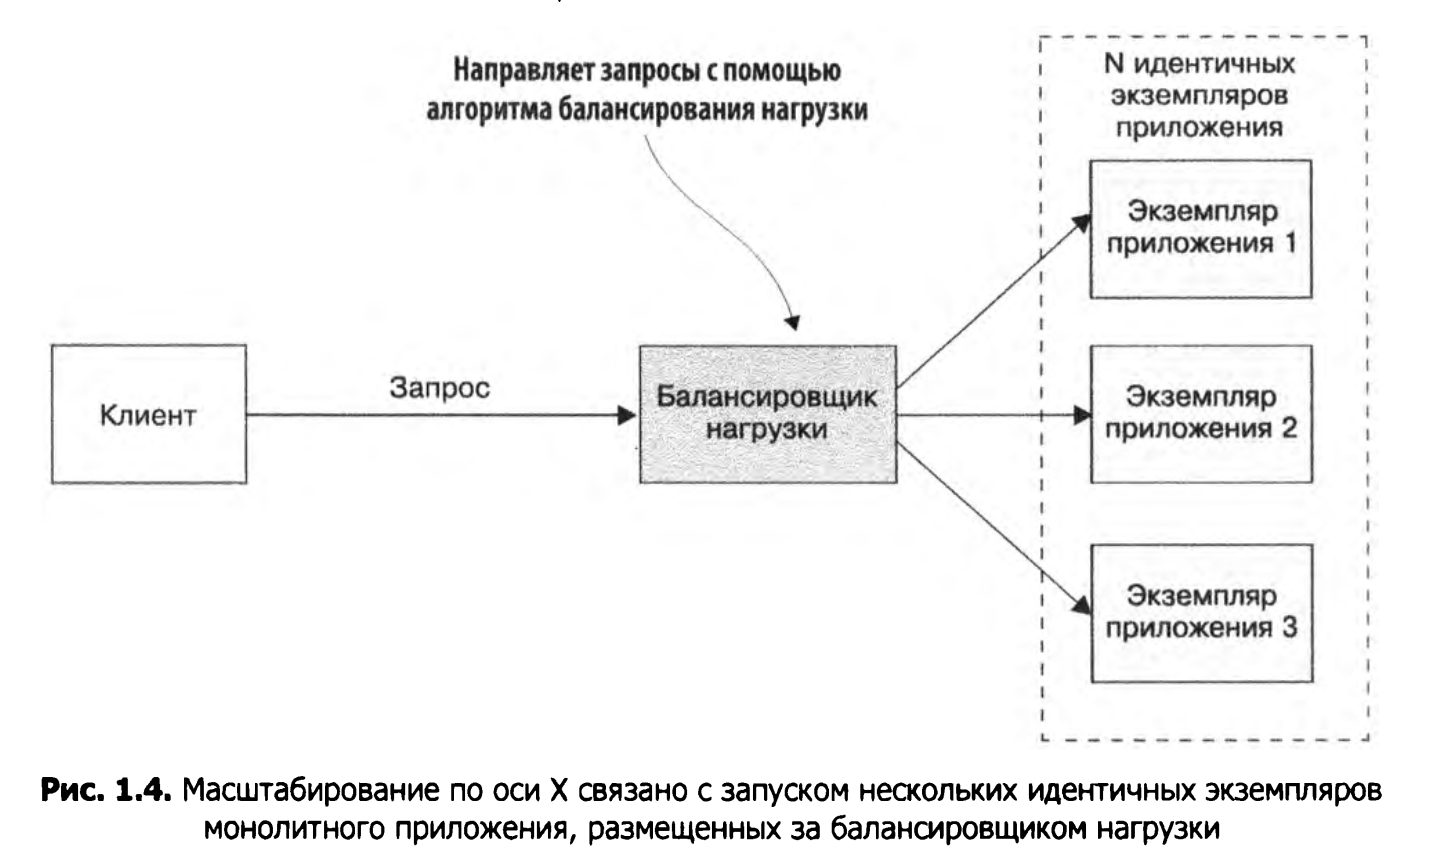 Направляет запросы с помощью
алгоритма балансирования нагрузки
N идентичных
экземпляров
приложения
Экземпляр
приложения 1
Клиент
Запрос
Балансировщик
нагрузки
Экземпляр
приложения 2
Экземпляр
приложения 3
Рис. 1.4. Масштабирование по оси X связано с запуском нескольких идентичных экземпляров
монолитного приложения, размещенных за балансировщиком нагрузки